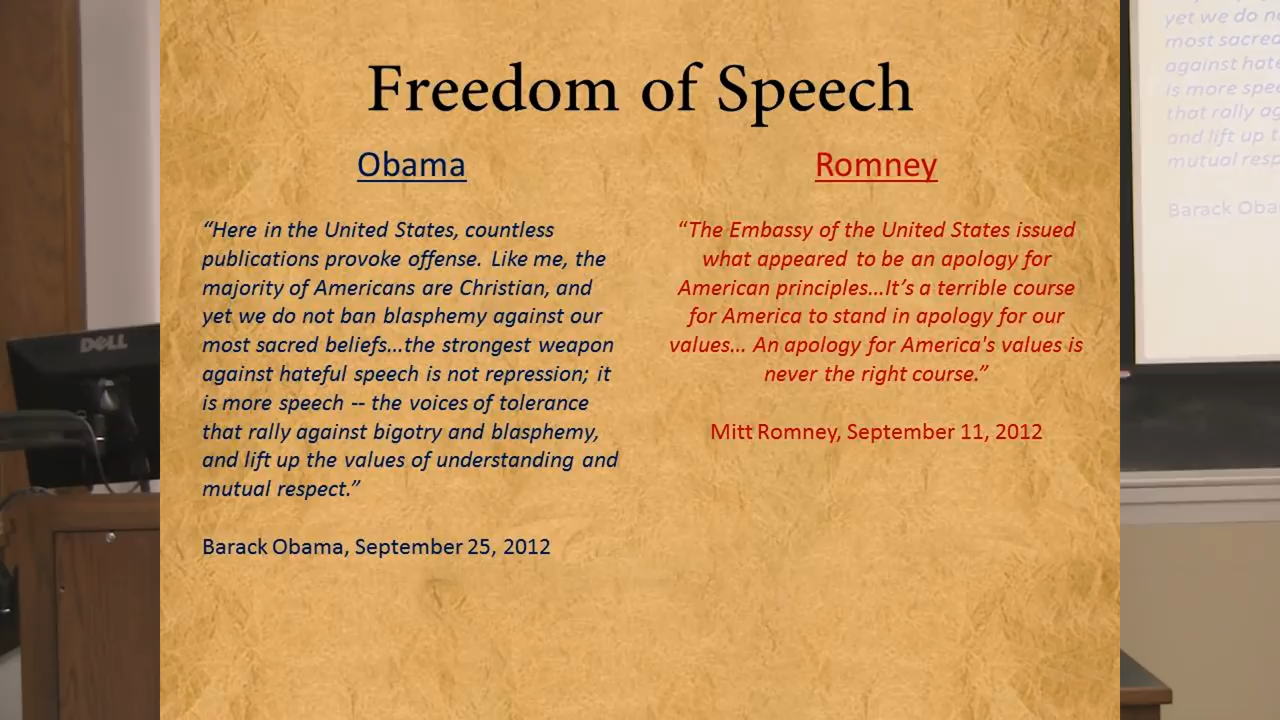 Freedom of Speech
Obama
"Here in the United States, countless
publications provoke offense. Like me, the
majority of Americans are Christian, and
yet we do not ban blasphemy against our
most sacred beliefs…the strongest weapon
against hateful speech is not repression; it
is more speech -- the voices of tolerance
that rally against bigotry and blasphemy,
and lift up the values of understanding and
mutual respect."
Barack Obama, September 25, 2012
Romney
"The Embassy of the United States issued
what appeared to be an apology for
American principles…It's a terrible course
for America to stand in apology for our
values… An apology for America's values is
never the right course."
Mitt Romney, September 11, 2012
DELL
yet we do
most sacred
against
is more
that rally
and lift up
mutual
Barack